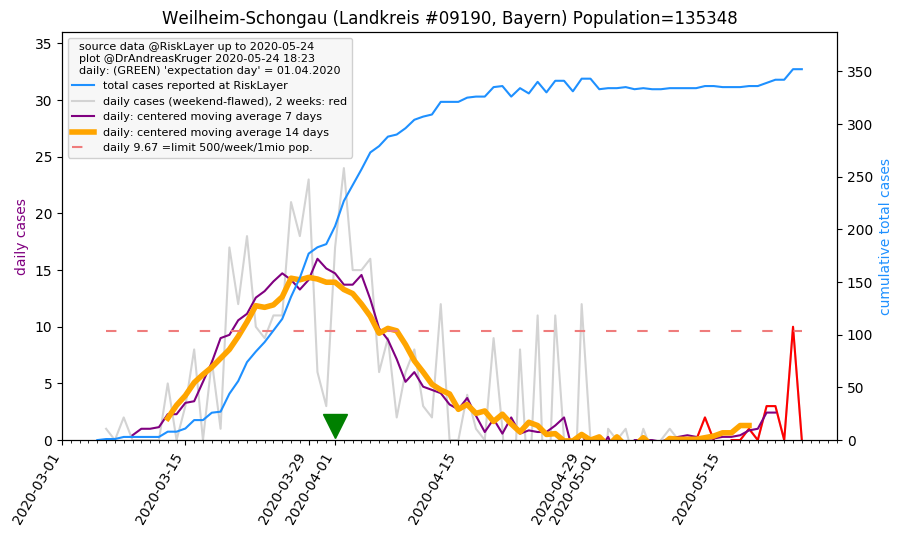 Weilheim-Schongau (Landkreis #09190, Bayern) Population=135348
source data @RiskLayer up to 2020-05-24
plot @DrAndreasKruger 2020-05-24 18:23
daily: (GREEN) 'expectation day' = 01.04.2020
total cases reported at RiskLayer
daily cases (weekend-flawed), 2 weeks: red
daily: centered moving average 7 days
daily: centered moving average 14 days
daily 9.67 =limit 500/week/1mio pop.
daily cases
35
30
25
20
15
10
5
0
cumulative total cases
350
300
250
200
150
100
50
0
2020-03-01
2020-03-15
2020-03-29
2020-04-01
2020-04-15
2020-04-29
2020-05-01
2020-05-15